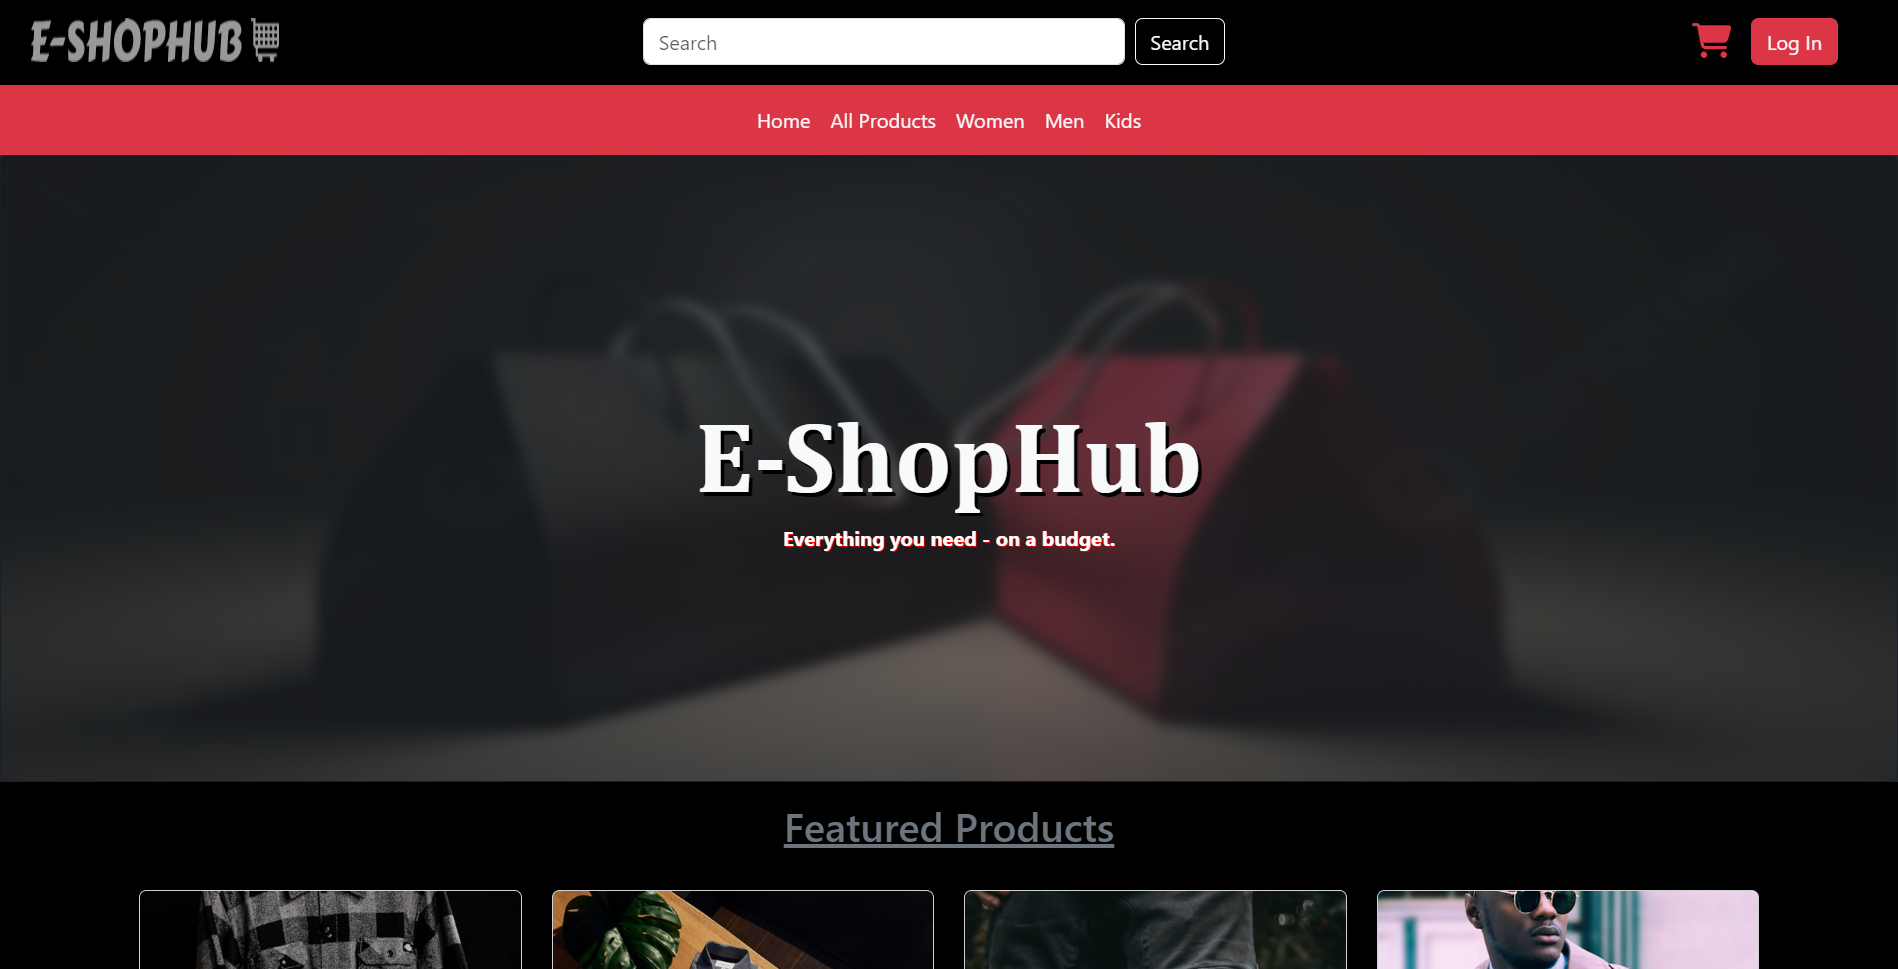 E-SHOPHUB
Search
Search
Log In
Home All Products Women Men Kids
E-ShopHub
Everything you need - on a budget.
Featured Products